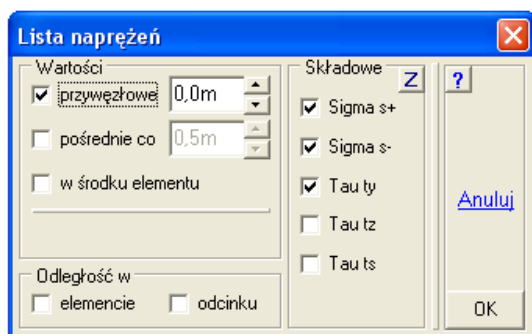 Lista naprężeń
Wartości
przywęzłowe 0,0m
pośrednie co 0,5m
w środku elementu
Odległość w
elemencie odcinku
Składowe
Z
Sigma s+
Sigma s-
Tau ty
Tau tz
Tau ts
?
Anuluj
OK